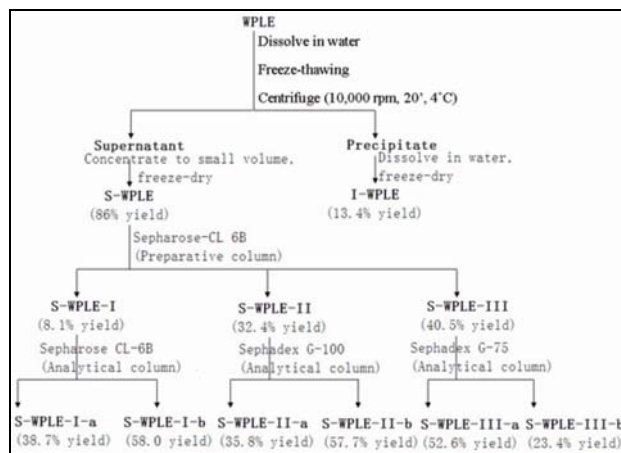 WPLE
Dissolve in water
Freeze-thawing
Centrifuge (10,000 rpm, 20', 4°C)
Supernatant
Concentrate to small volume,
freeze-dry
Precipitate
Dissolve in water,
freeze-dry
S-WPLE
(86% yield)
I-WPLE
(13.4% yield)
Sepharose-CL 6B
(Preparative column)
S-WPLE-I
(8.1% yield)
S-WPLE-II
(32.4% yield)
S-WPLE-III
(40.5% yield)
Sepharose CL-6B
(Analytical column)
Sephadex G-100
(Analytical column)
Sephadex G-75
(Analytical column)
S-WPLE-I-a
(38.7% yield)
S-WPLE-I-b
(58.0 yield)
S-WPLE-II-a
(35.8% yield)
S-WPLE-II-b
(57.7% yield)
S-WPLE-III-a
(52.6% yield)
S-WPLE-III-b
(23.4% yield)